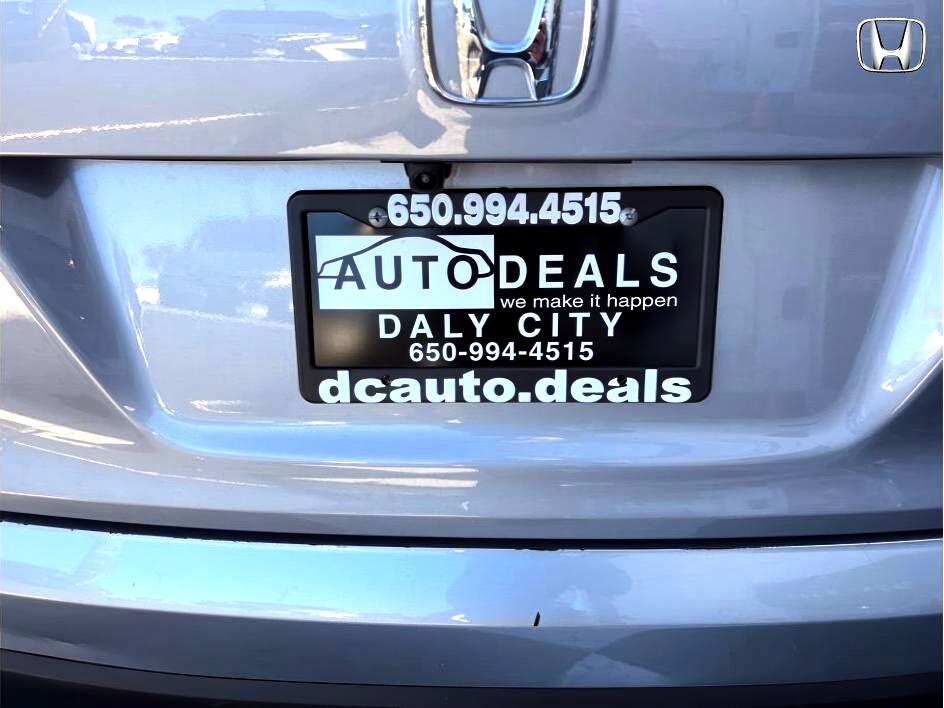 650.994.4515
AUTO DEALS
we make it happen
DALY CITY
650-994-4515
dcauto.deals